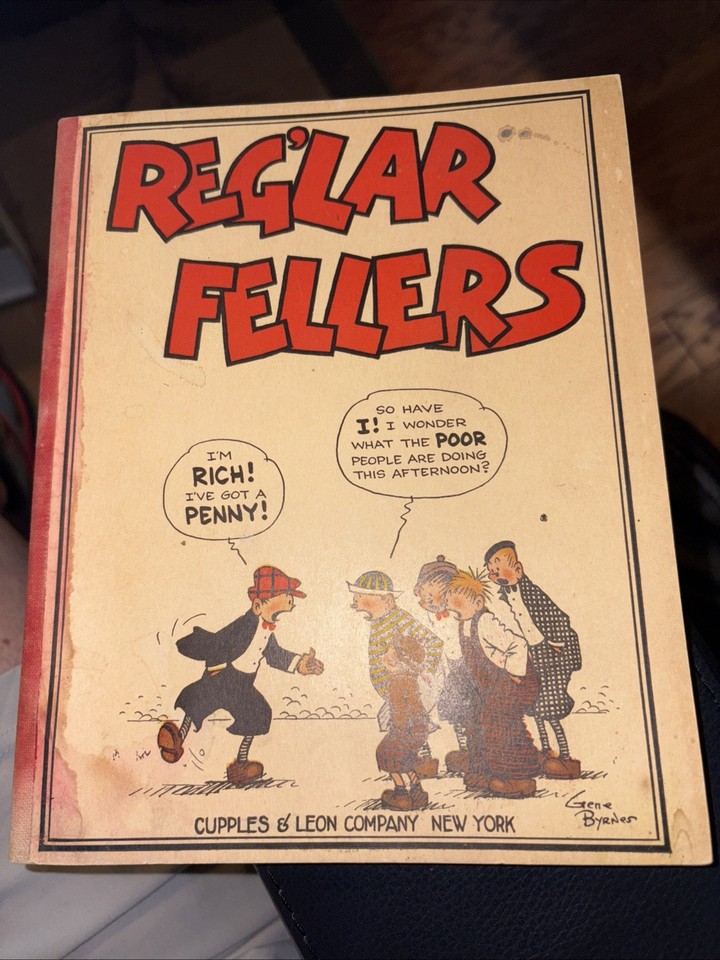 REG'LAR
FELLERS
I'M
RICH!
I'VE GOT A
PENNY!
SO HAVE
I! I WONDER
WHAT THE POOR
PEOPLE ARE DOING
THIS AFTERNOON?
Gene
Byrnes
CUPPLES & LEON COMPANY NEW YORK